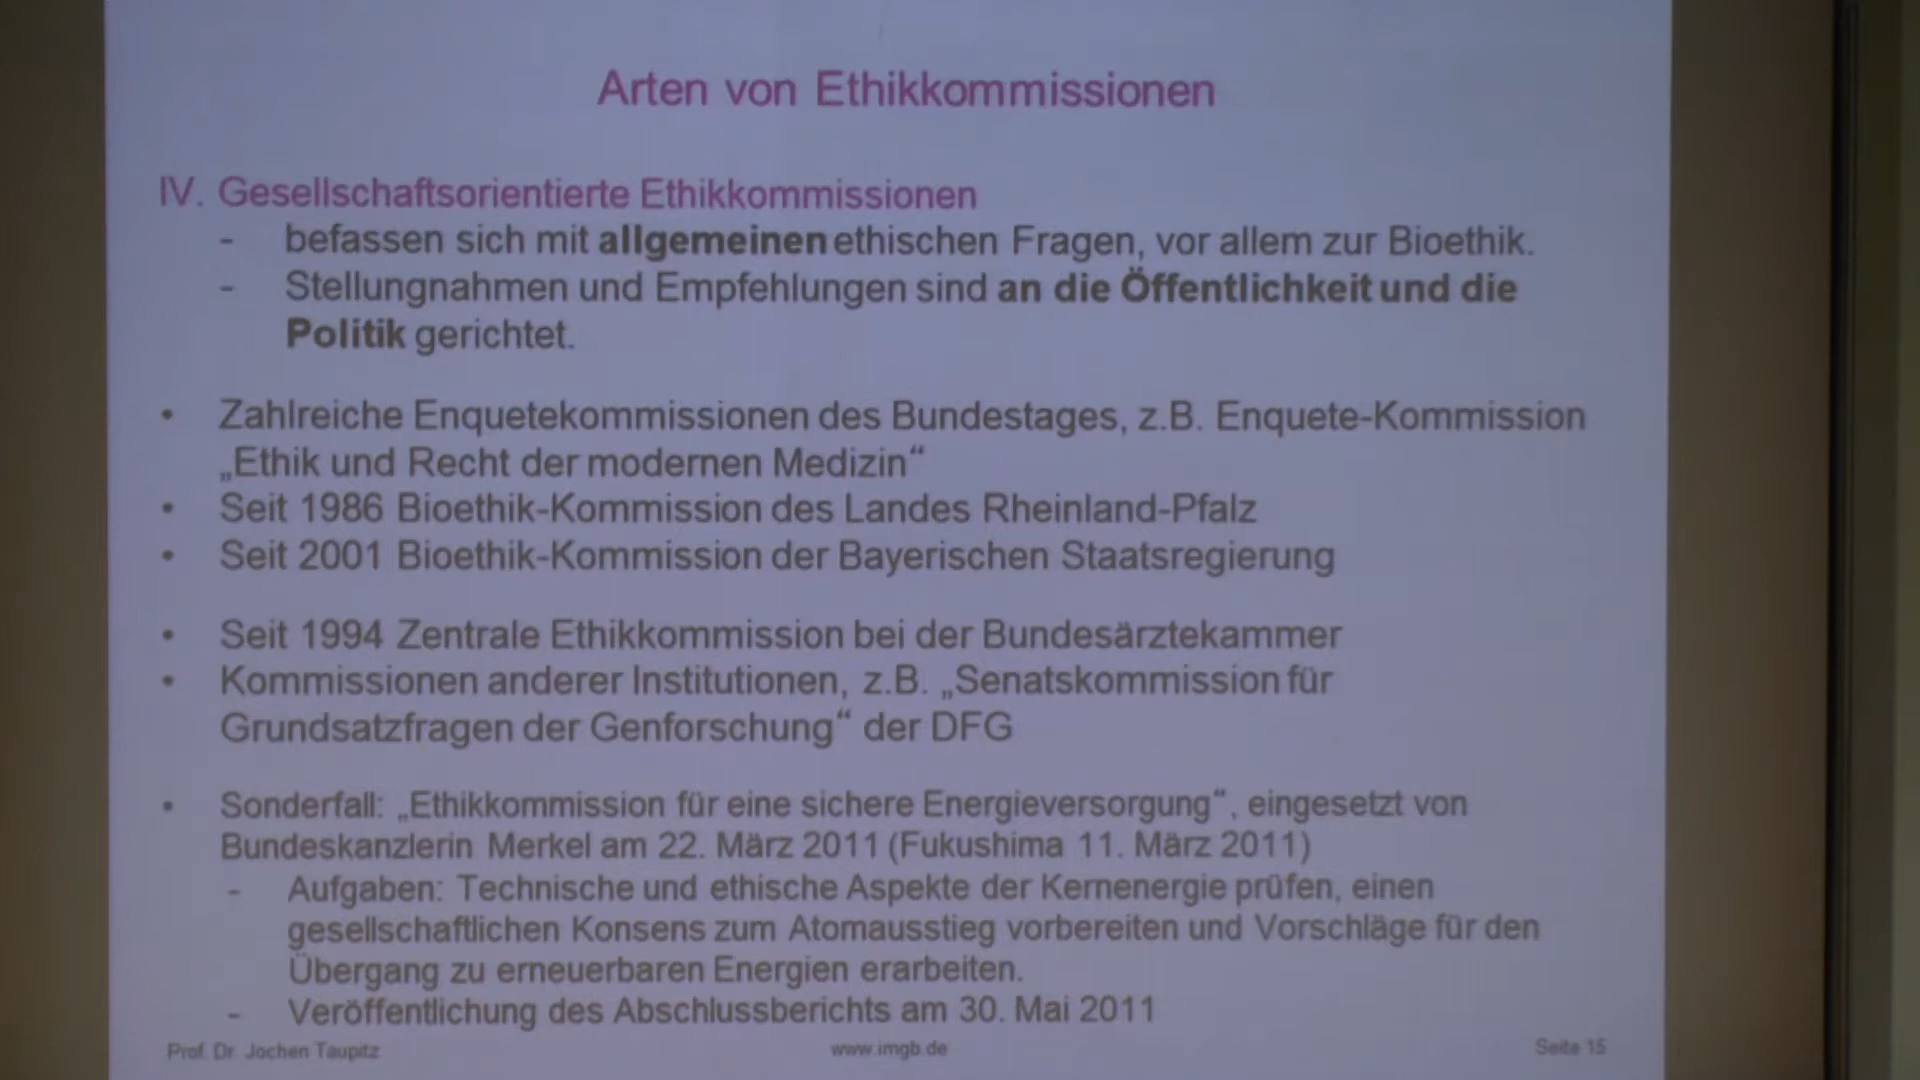 Arten von Ethikkommissionen
IV. Gesellschaftsorientierte Ethikkommissionen
- befassen sich mit allgemeinen ethischen Fragen, vor allem zur Bioethik.
- Stellungnahmen und Empfehlungen sind an die Öffentlichkeit und die
Politik gerichtet.
• Zahlreiche Enquetekommissionen des Bundestages, z.B. Enquete-Kommission
„Ethik und Recht der modernen Medizin“
• Seit 1986 Bioethik-Kommission des Landes Rheinland-Pfalz
• Seit 2001 Bioethik-Kommission der Bayerischen Staatsregierung
• Seit 1994 Zentrale Ethikkommission bei der Bundesärztekammer
• Kommissionen anderer Institutionen, z.B. „Senatskommission für
Grundsatzfragen der Genforschung“ der DFG
• Sonderfall: „Ethikkommission für eine sichere Energieversorgung“, eingesetzt von
Bundeskanzlerin Merkel am 22. März 2011 (Fukushima 11. März 2011)
- Aufgaben: Technische und ethische Aspekte der Kernenergie prüfen, einen
gesellschaftlichen Konsens zum Atomausstieg vorbereiten und Vorschläge für den
Übergang zu erneuerbaren Energien erarbeiten.
- Veröffentlichung des Abschlussberichts am 30. Mai 2011
Prof. Dr. Jochen Taupitz www.imgb.de Seite 15